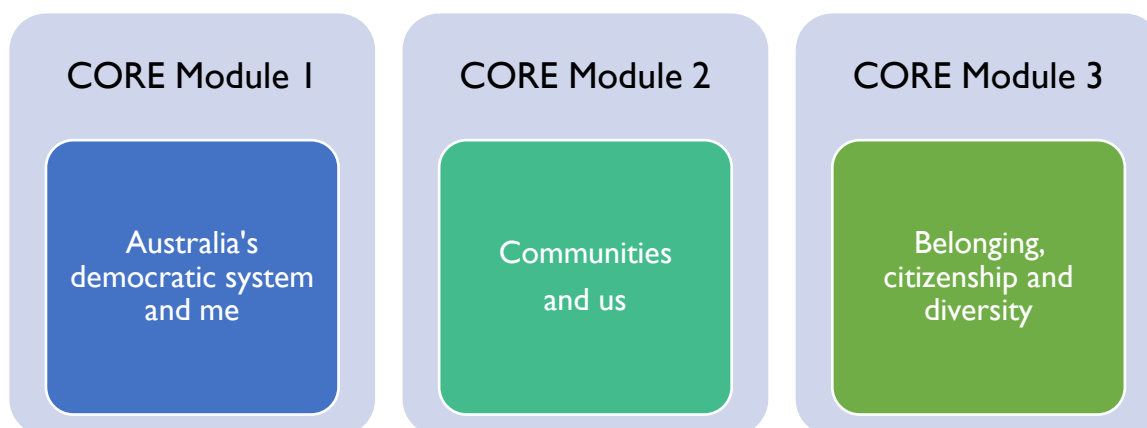 CORE Module 1
Australia's
democratic system
and me
CORE Module 2
Communities
and us
CORE Module 3
Belonging,
citizenship and
diversity